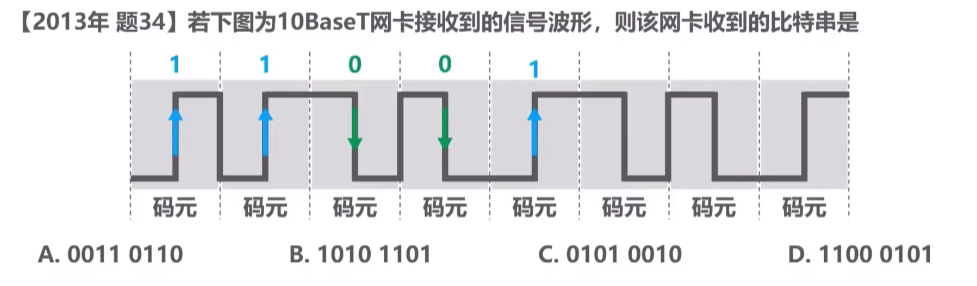 【2013年 题34】若下图为10BaseT网卡接收到的信号波形，则该网卡收到的比特串是
1 1 0 0 1
码元 码元 码元 码元 码元 码元 码元 码元
A. 0011 0110 B. 1010 1101 C. 0101 0010 D. 1100 0101